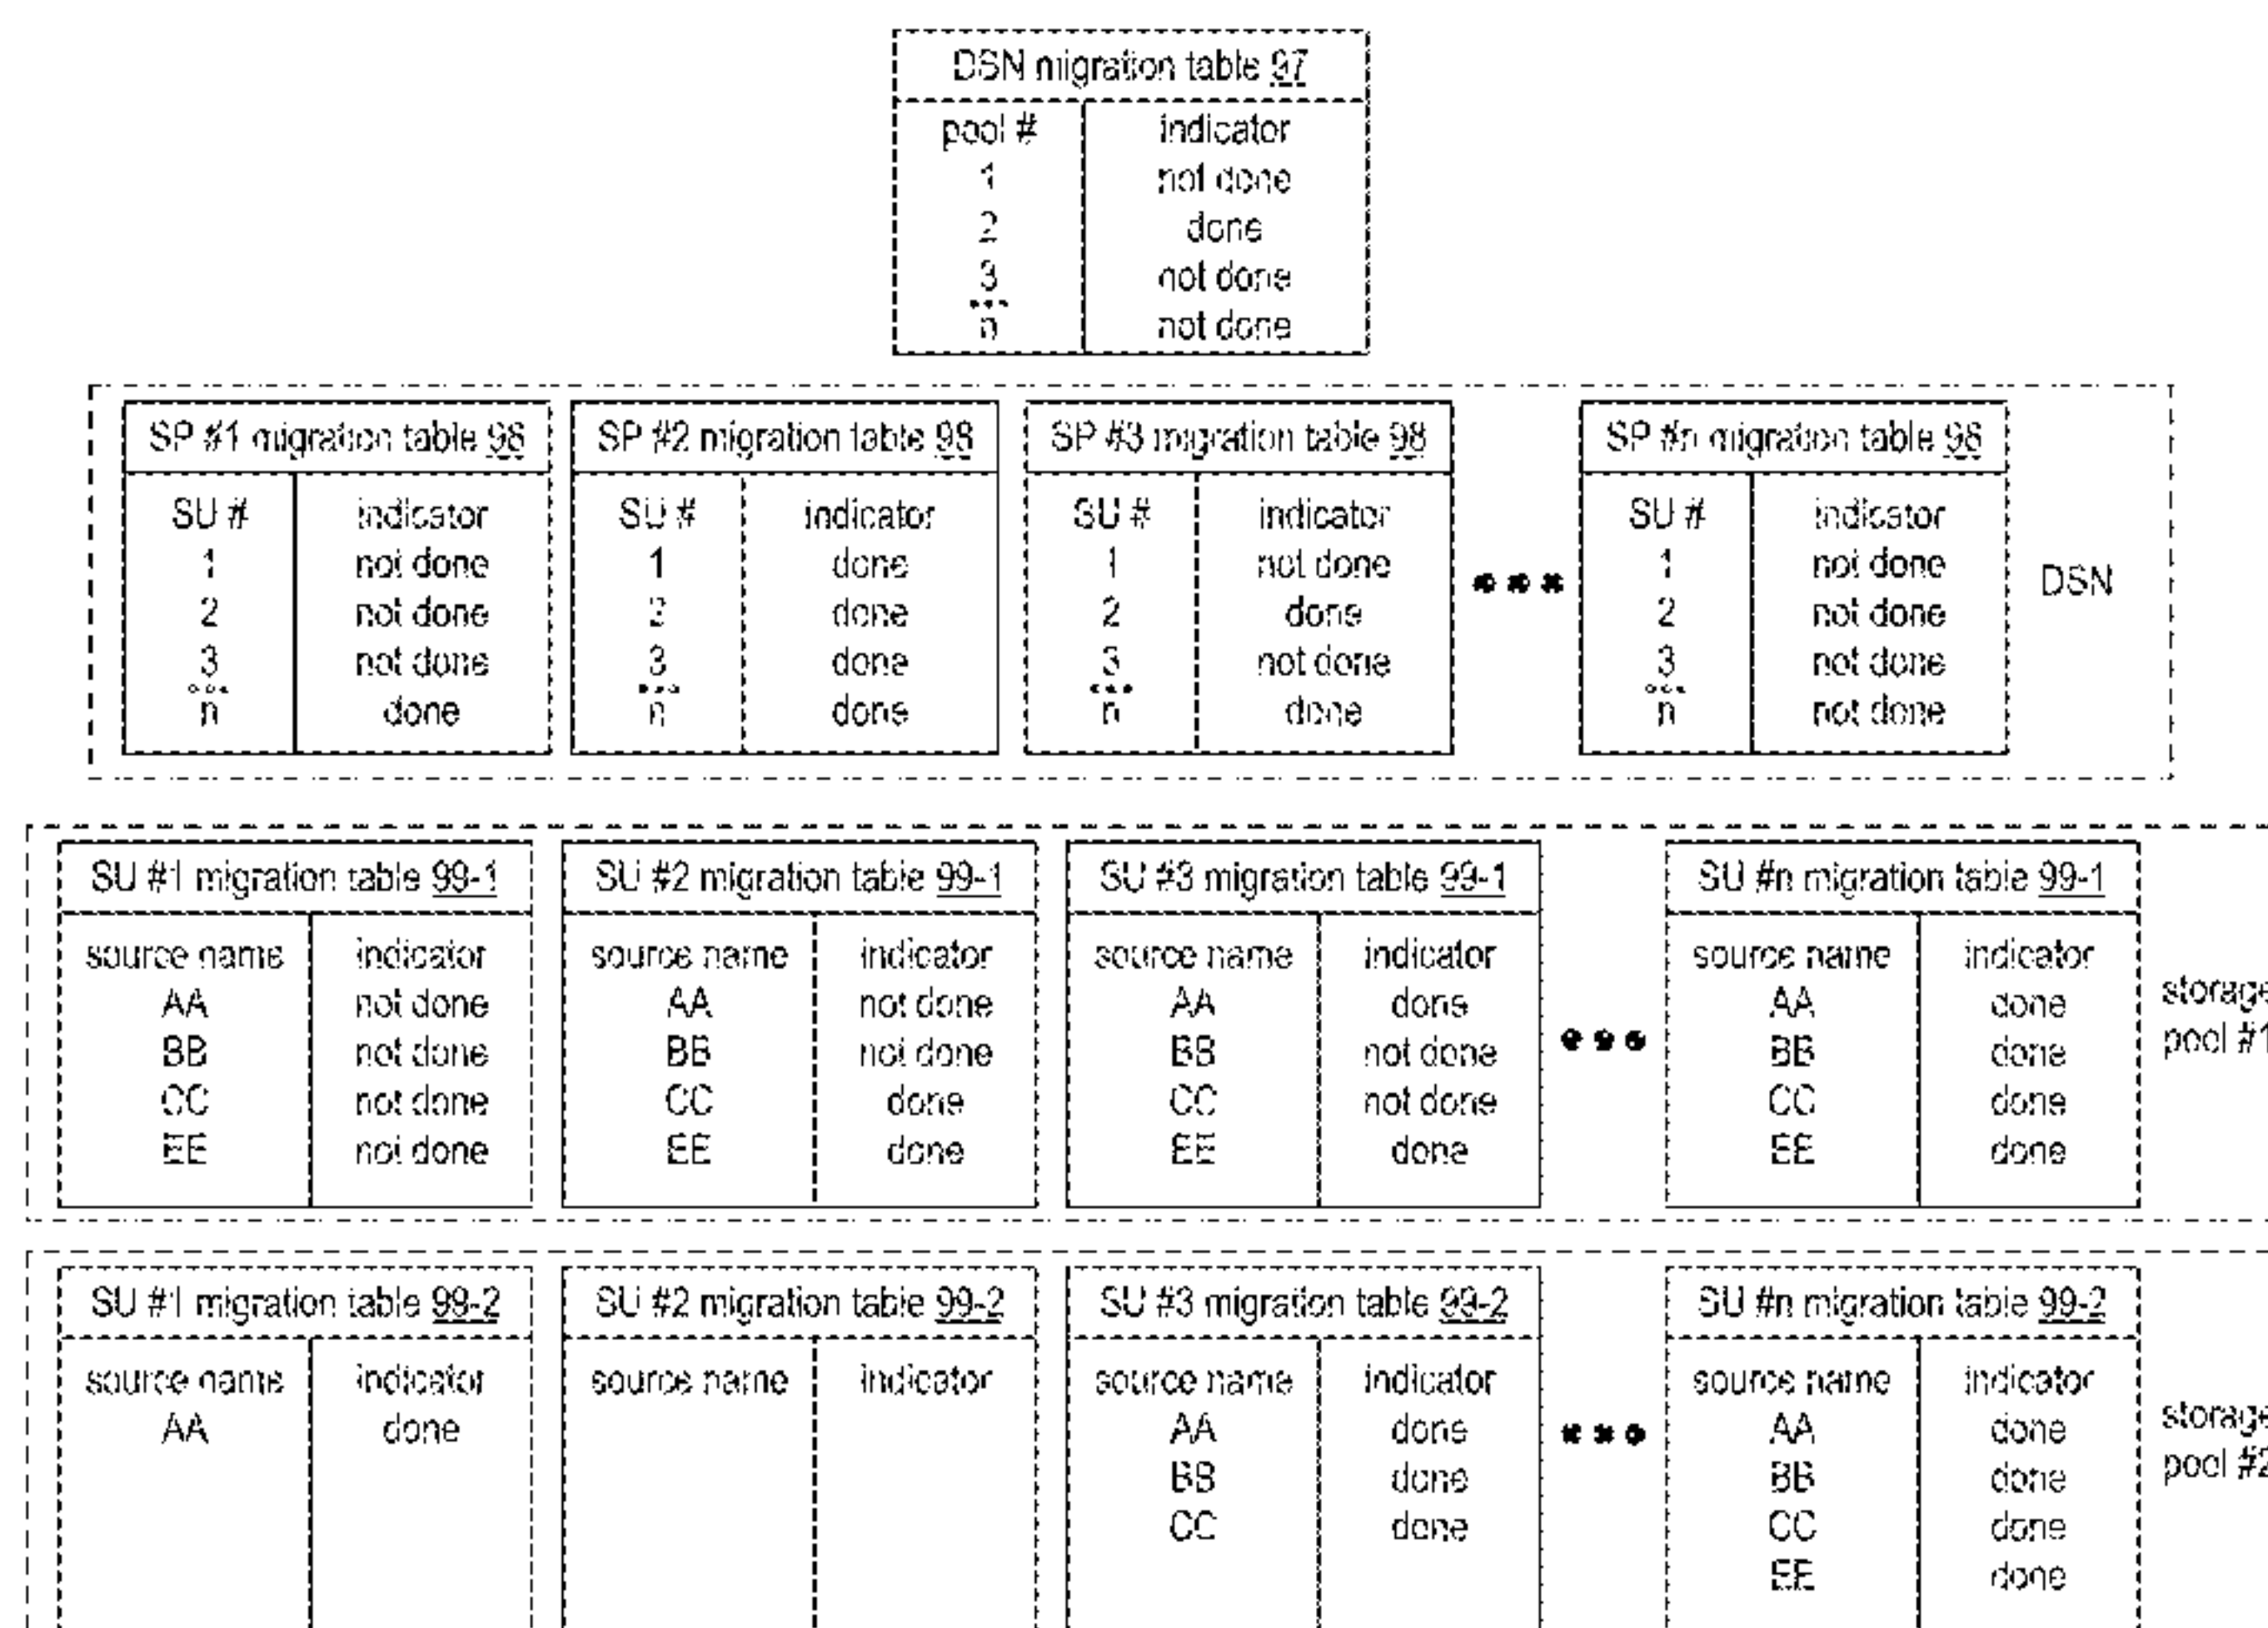 DSN migration table 97
pool # indicator
1 not done
2 done
3 not done
...
n not done
SP #1 migration table 98 SP #2 migration table 98 SP #3 migration table 98 SP #n migration table 98
SU # indicator SU # indicator SU # indicator SU # indicator
1 not done 1 done 1 not done ••• 1 not done DSN
2 not done 2 done 2 done 2 not done
3 not done 3 done 3 not done 3 not done
... ... ... ...
n done n done n done n not done
SU #1 migration table 99-1 SU #2 migration table 99-1 SU #3 migration table 99-1 SU #n migration table 99-1
source name indicator source name indicator source name indicator source name indicator
AA not done AA not done AA done AA done storage
BB not done BB not done BB not done ••• BB done pool #1
CC not done CC done CC not done CC done
EE not done EE done EE done EE done
SU #1 migration table 99-2 SU #2 migration table 99-2 SU #3 migration table 99-2 SU #n migration table 99-2
source name indicator source name indicator source name indicator source name indicator
AA done AA done ••• AA done storage
BB done BB done pool #2
CC done CC done
EE done